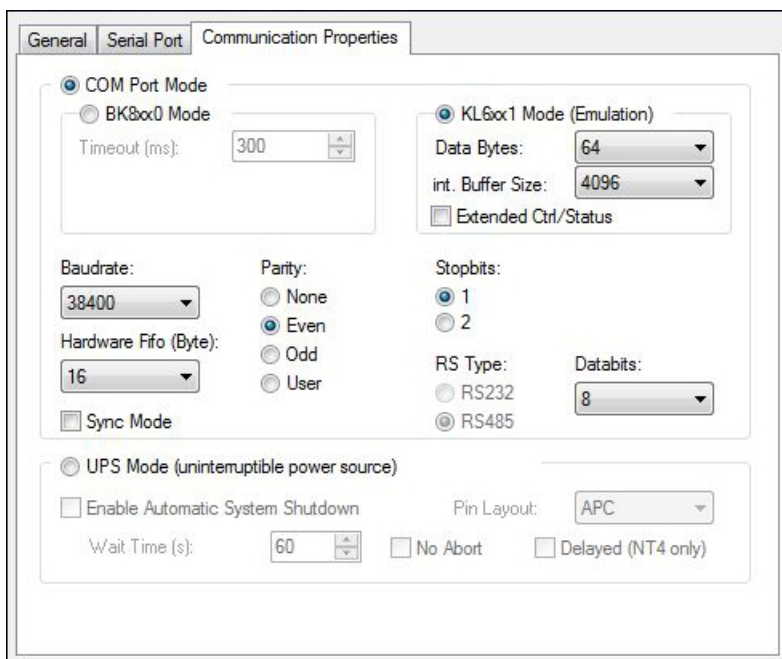 General Serial Port Communication Properties
COM Port Mode
BK8xx0 Mode
Timeout (ms): 300
KL6xx1 Mode (Emulation)
Data Bytes: 64
int. Buffer Size: 4096
Extended Ctrl/Status
Baudrate:
38400
Hardware Fifo (Byte):
16
Sync Mode
Parity:
None
Even
Odd
User
Stopbits:
1
2
RS Type:
RS232
RS485
Databits:
8
UPS Mode (uninterruptible power source)
Enable Automatic System Shutdown
Pin Layout: APC
Wait Time (s): 60
No Abort
Delayed (NT4 only)